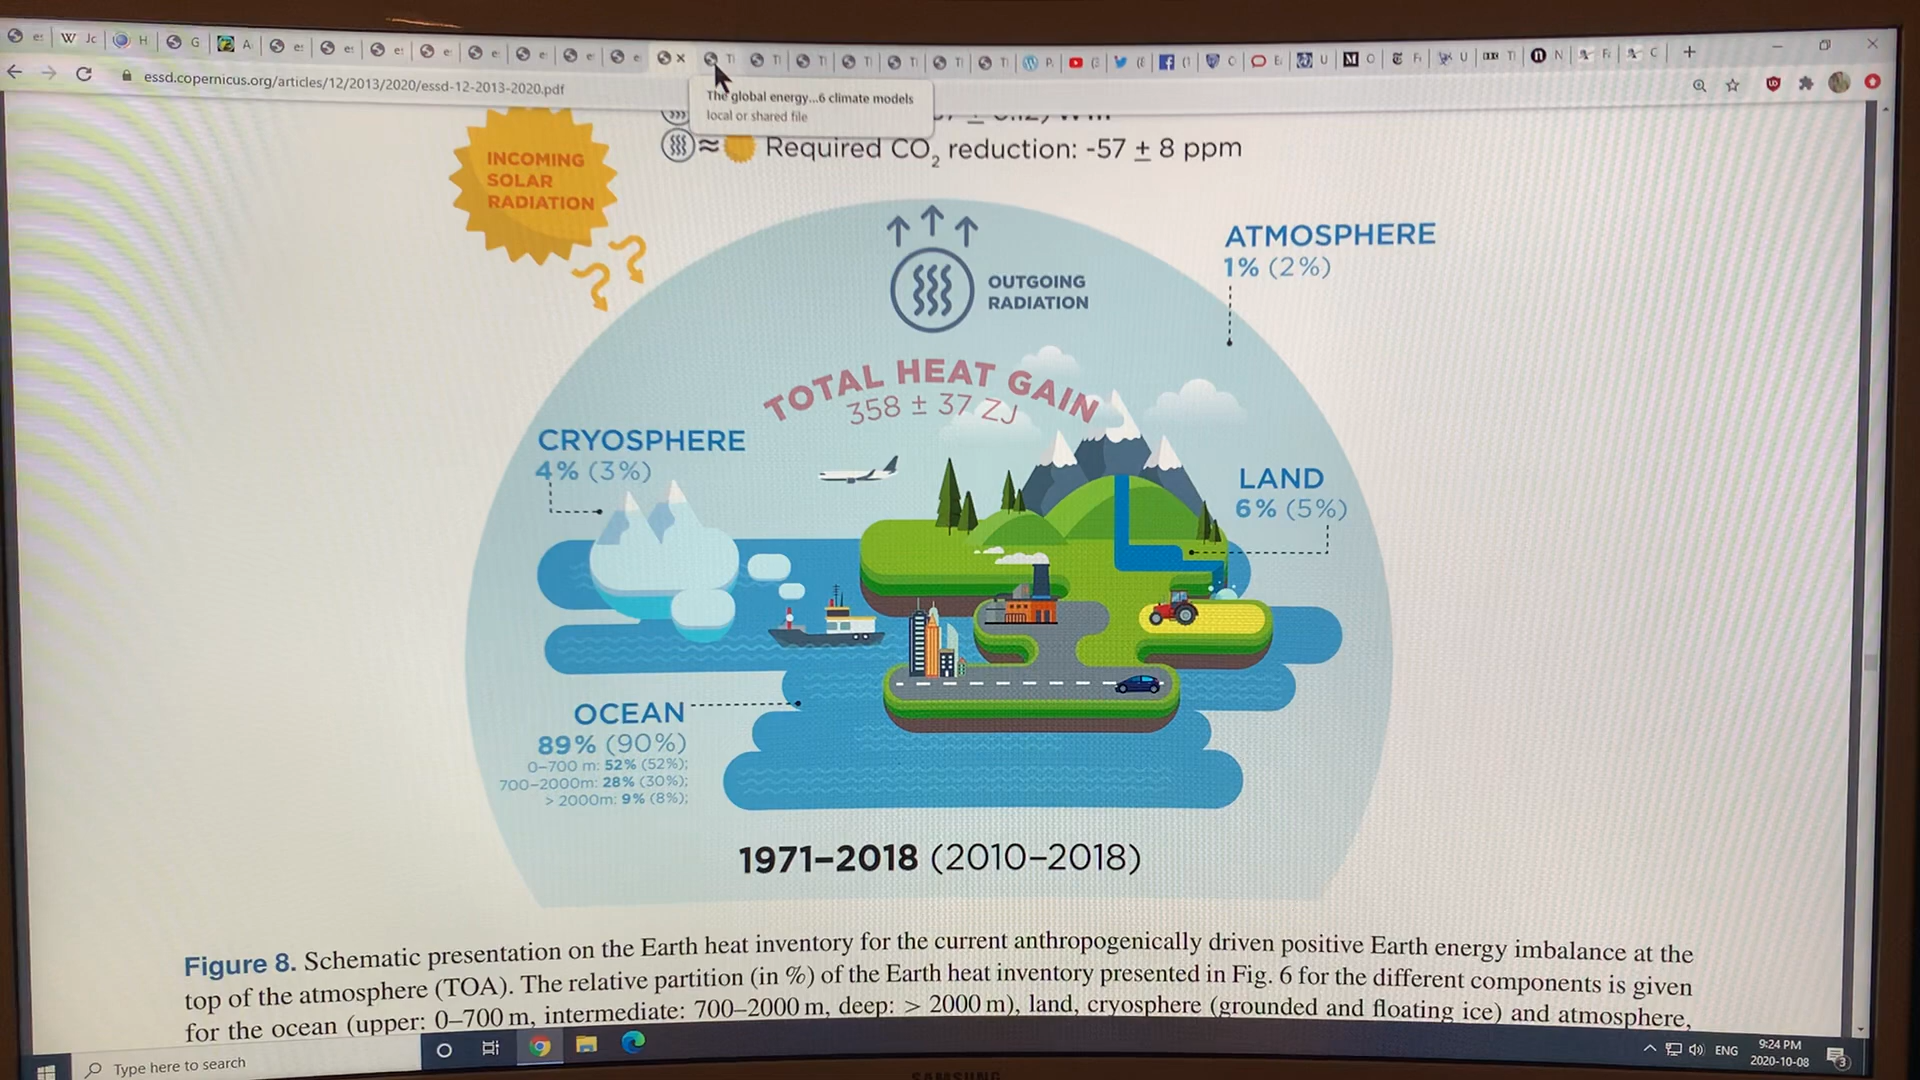 essd.copernicus.org/articles/12/2013/2020/essd-12-2013-2020.pdf
The global energy...6 climate models
local or shared file
≈ Required CO₂ reduction: -57 ± 8 ppm
INCOMING
SOLAR
RADIATION
ATMOSPHERE
1% (2%)
OUTGOING
RADIATION
TOTAL HEAT GAIN
358 ± 37 ZJ
CRYOSPHERE
4% (3%)
LAND
6% (5%)
OCEAN
89% (90%)
0–700 m: 52% (52%);
700–2000m: 28% (30%);
> 2000m: 9% (8%);
1971–2018 (2010–2018)
Figure 8. Schematic presentation on the Earth heat inventory for the current anthropogenically driven positive Earth energy imbalance at the
top of the atmosphere (TOA). The relative partition (in %) of the Earth heat inventory presented in Fig. 6 for the different components is given
for the ocean (upper: 0–700 m, intermediate: 700–2000 m, deep: > 2000 m), land, cryosphere (grounded and floating ice) and atmosphere,
Type here to search
ENG
9:24 PM
2020-10-08
3
SAMSUNG